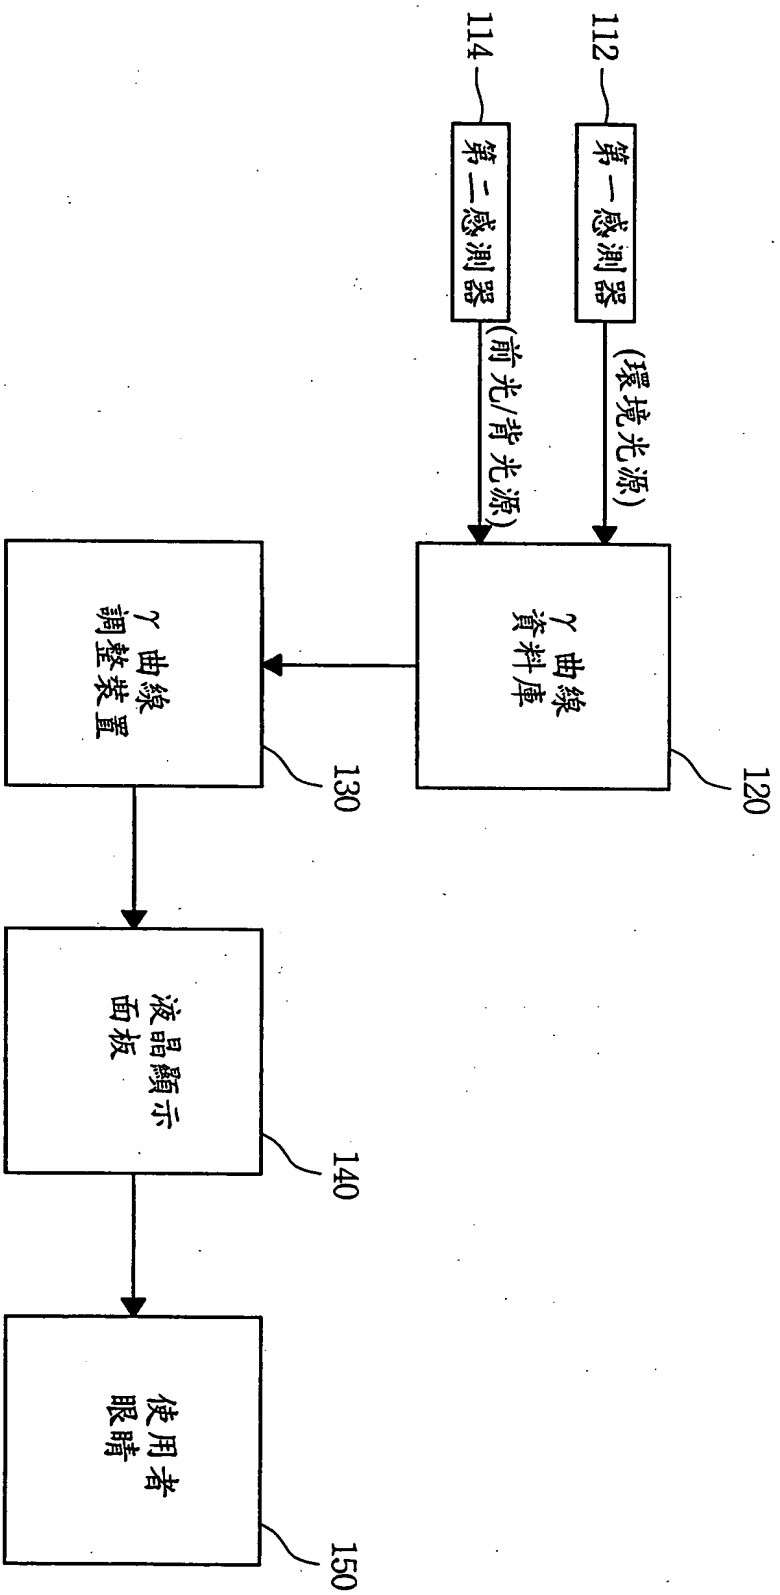 112
第一感測器
(環境光源)
114
第二感測器
(前光/背光源)
γ 曲線
資料庫
120
γ 曲線
調整裝置
130
液晶顯示
面板
140
使用者
眼睛
150